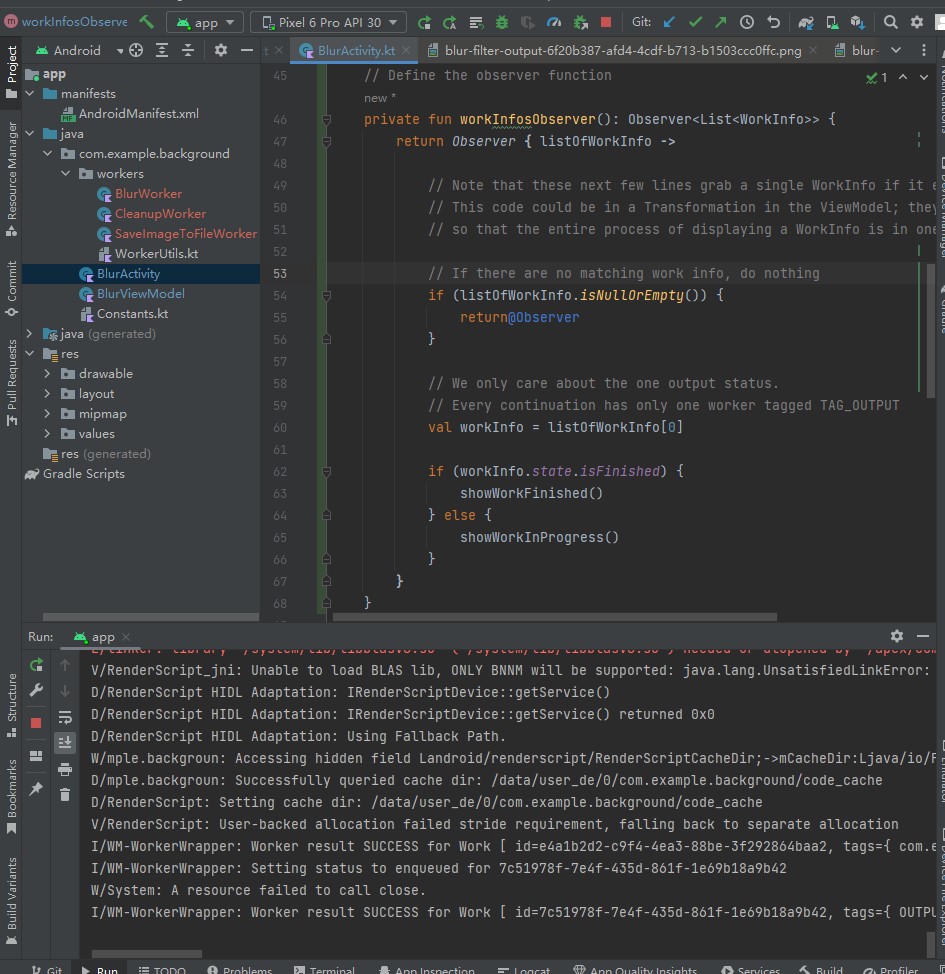 workInfosObserve
app
Pixel 6 Pro API 30
Git:
Android
BlurActivity.kt
blur-filter-output-6f20b387-afd4-4cdf-b713-b1503ccc0ffc.png
blur-
Project
Resource Manager
Commit
Pull Requests
Structure
Bookmarks
Build Variants
app
manifests
AndroidManifest.xml
java
com.example.background
workers
BlurWorker
CleanupWorker
SaveImageToFileWorker
WorkerUtils.kt
BlurActivity
BlurViewModel
Constants.kt
java (generated)
res
drawable
layout
mipmap
values
res (generated)
Gradle Scripts
1
45 // Define the observer function
new *
46 private fun workInfosObserver(): Observer<List<WorkInfo>> {
47 return Observer { listOfWorkInfo ->
48
49 // Note that these next few lines grab a single WorkInfo if it e
50 // This code could be in a Transformation in the ViewModel; they
51 // so that the entire process of displaying a WorkInfo is in one
52
53 // If there are no matching work info, do nothing
54 if (listOfWorkInfo.isNullOrEmpty()) {
55 return@Observer
56 }
57
58 // We only care about the one output status.
59 // Every continuation has only one worker tagged TAG_OUTPUT
60 val workInfo = listOfWorkInfo[0]
61
62 if (workInfo.state.isFinished) {
63 showWorkFinished()
64 } else {
65 showWorkInProgress()
66 }
67 }
68 }
Run: app
V/RenderScript_jni: Unable to load BLAS lib, ONLY BNNM will be supported: java.lang.UnsatisfiedLinkError:
D/RenderScript HIDL Adaptation: IRenderScriptDevice::getService()
D/RenderScript HIDL Adaptation: IRenderScriptDevice::getService() returned 0x0
D/RenderScript HIDL Adaptation: Using Fallback Path.
W/mple.backgroun: Accessing hidden field Landroid/renderscript/RenderScriptCacheDir;->mCacheDir:Ljava/io/F
D/mple.backgroun: Successfully queried cache dir: /data/user_de/0/com.example.background/code_cache
D/RenderScript: Setting cache dir: /data/user_de/0/com.example.background/code_cache
V/RenderScript: User-backed allocation failed stride requirement, falling back to separate allocation
I/WM-WorkerWrapper: Worker result SUCCESS for Work [ id=e4a1b2d2-c9f4-4ea3-88be-3f292864baa2, tags={ com.e
I/WM-WorkerWrapper: Setting status to enqueued for 7c51978f-7e4f-435d-861f-1e69b18a9b42
W/System: A resource failed to call close.
I/WM-WorkerWrapper: Worker result SUCCESS for Work [ id=7c51978f-7e4f-435d-861f-1e69b18a9b42, tags={ OUTPU
Git
Run
TODO
Problems
Terminal
App Inspection
Logcat
App Quality Insights
Services
Build
Profiler